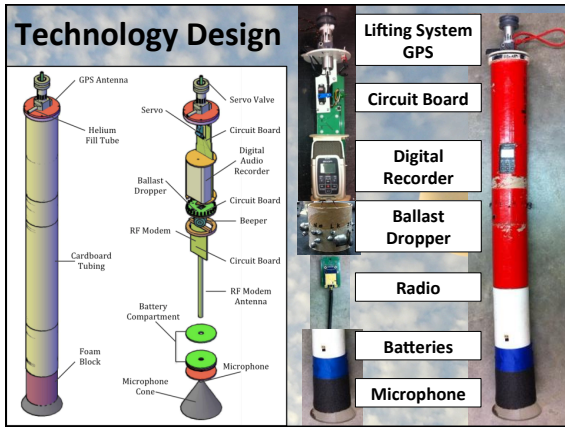 Technology Design
GPS Antenna
Helium
Fill Tube
Cardboard
Tubing
Foam
Block
Servo Valve
Servo
Circuit Board
Digital
Audio
Recorder
Ballast
Dropper
Circuit Board
Beeper
RF Modem
Circuit Board
RF Modem
Antenna
Battery
Compartment
Microphone
Microphone
Cone
Lifting System
GPS
Circuit Board
Digital
Recorder
Ballast
Dropper
Radio
Batteries
Microphone